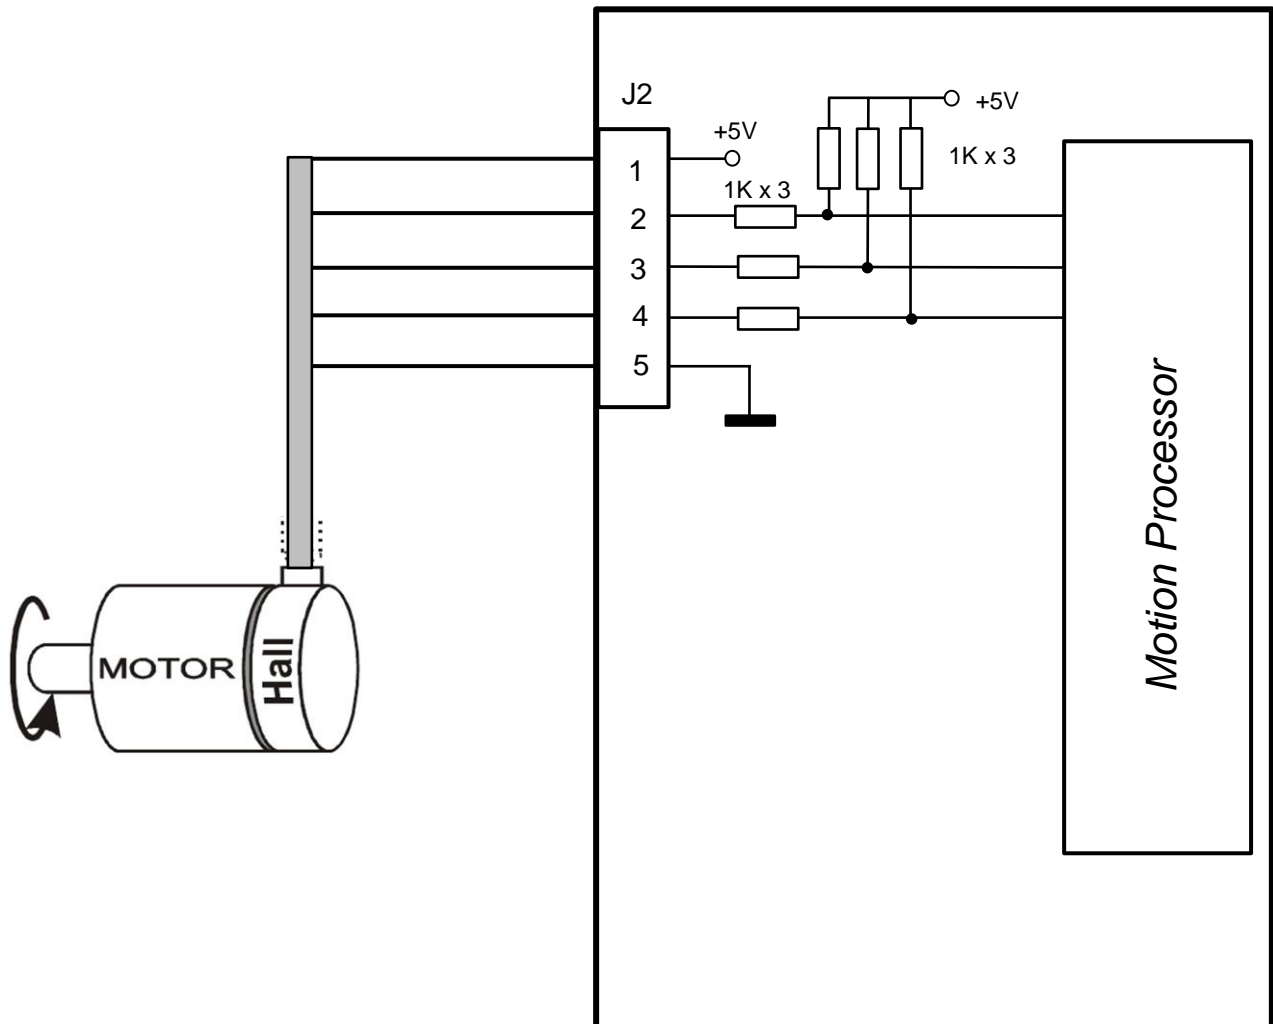 J2
+5V
+5V
1K x 3
1
1K x 3
2
3
4
5
Motion Processor
MOTOR
Hall